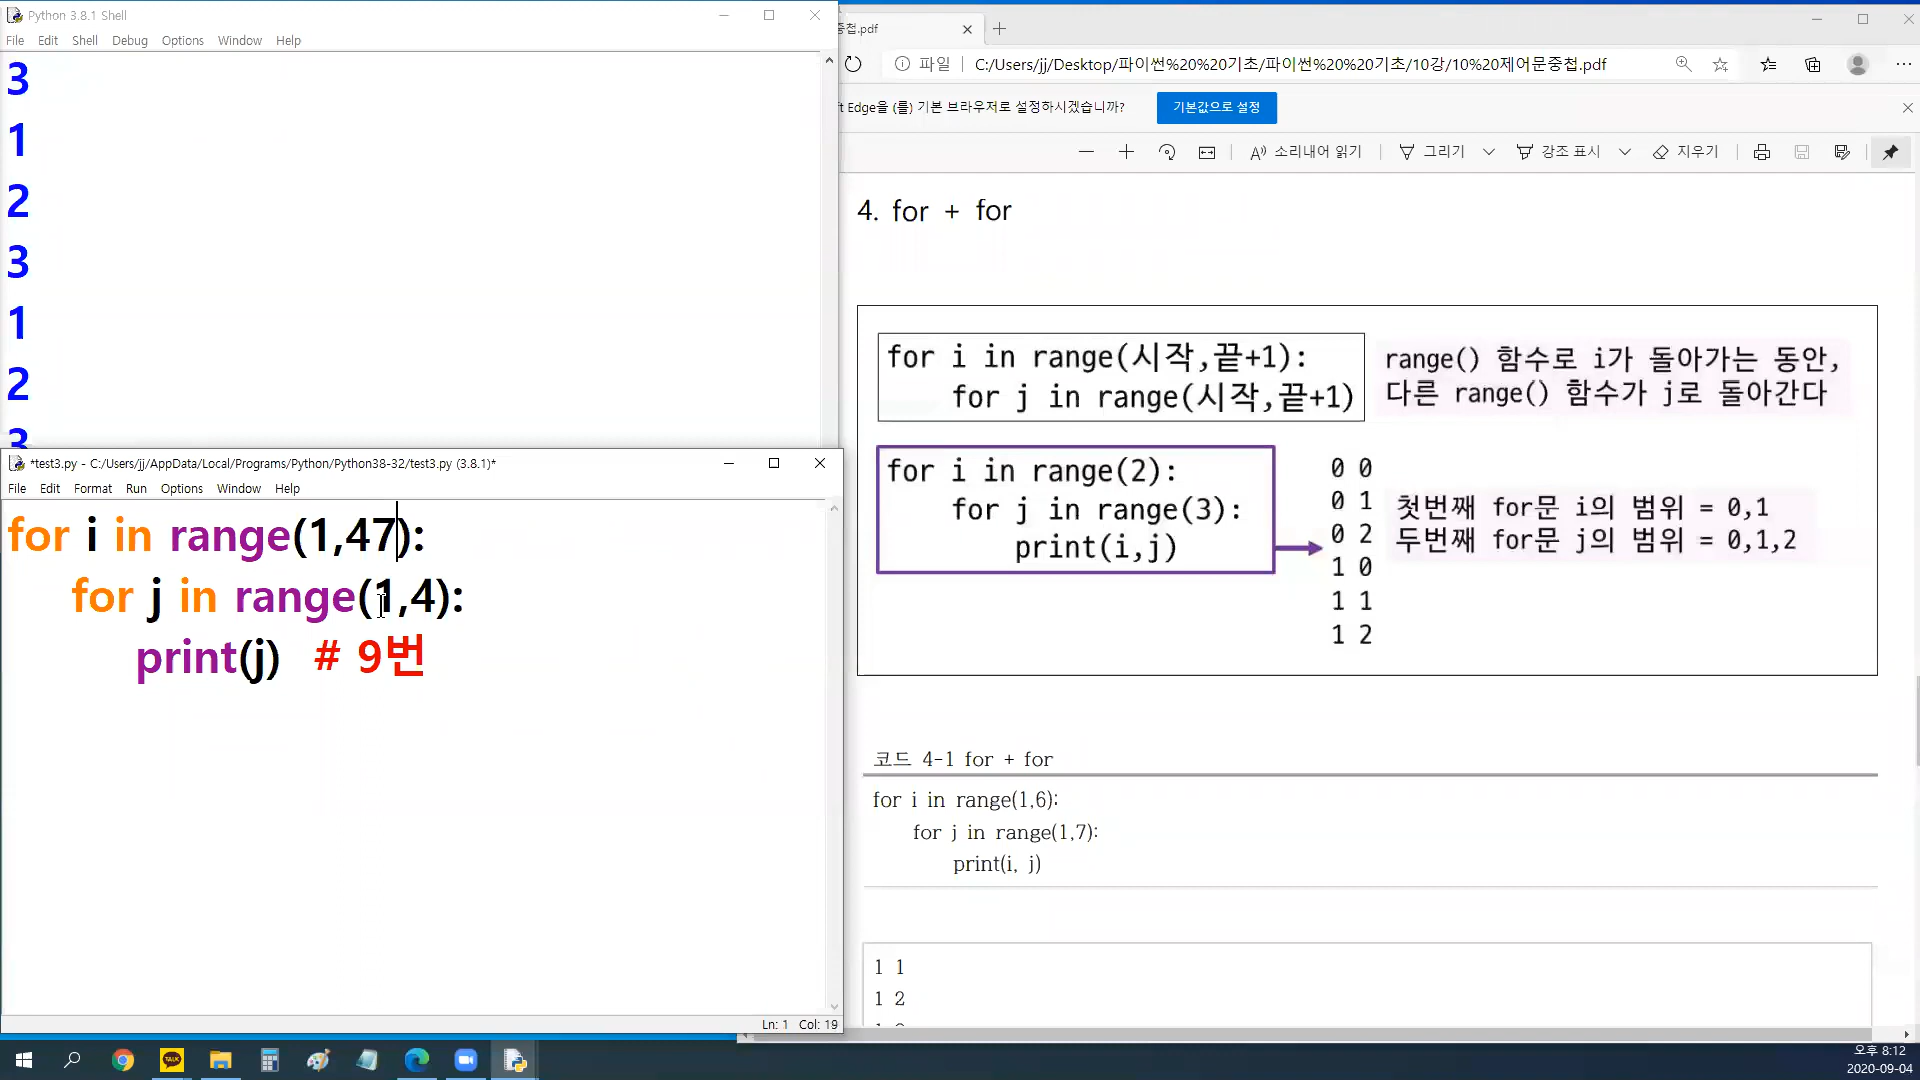 Python 3.8.1 Shell
File Edit Shell Debug Options Window Help
3
1
2
3
1
2
3
*test3.py - C:/Users/jj/AppData/Local/Programs/Python/Python38-32/test3.py (3.8.1)*
File Edit Format Run Options Window Help
for i in range(1,47):
for j in range(1,4):
print(j) # 9번
Ln: 1 Col: 19
중첩.pdf
파일 C:/Users/jj/Desktop/파이썬%20%20기초/파이썬%20%20기초/10강/10%20제어문중첩.pdf
ft Edge을 (를) 기본 브라우저로 설정하시겠습니까? 기본값으로 설정
소리내어 읽기 그리기 강조 표시 지우기
4. for + for
for i in range(시작,끝+1):
for j in range(시작,끝+1)
range() 함수로 i가 돌아가는 동안,
다른 range() 함수가 j로 돌아간다
for i in range(2):
for j in range(3):
print(i,j)
0 0
0 1
0 2
1 0
1 1
1 2
첫번째 for문 i의 범위 = 0,1
두번째 for문 j의 범위 = 0,1,2
코드 4-1 for + for
for i in range(1,6):
for j in range(1,7):
print(i, j)
1 1
1 2
TALK
오후 8:12
2020-09-04